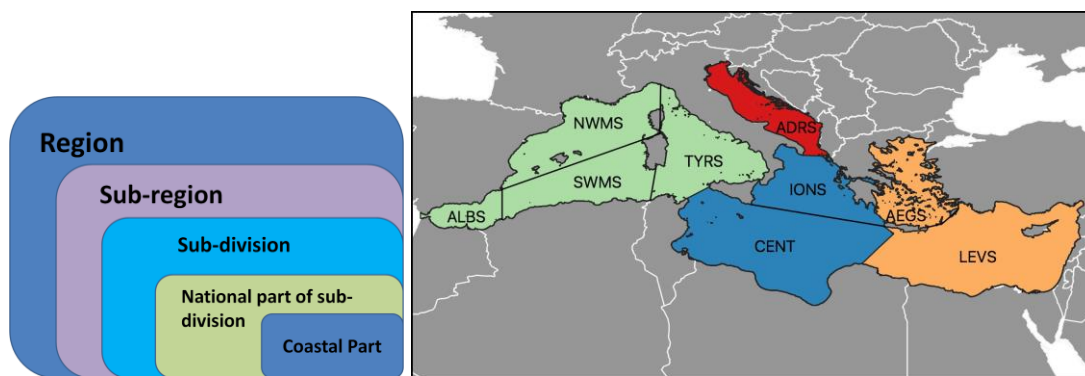 Region
Sub-region
Sub-division
National part of sub-
division
Coastal Part
NWMS
ADRS
TYRS
SWMS
IONS
ALBS
AEGS
CENT
LEVS